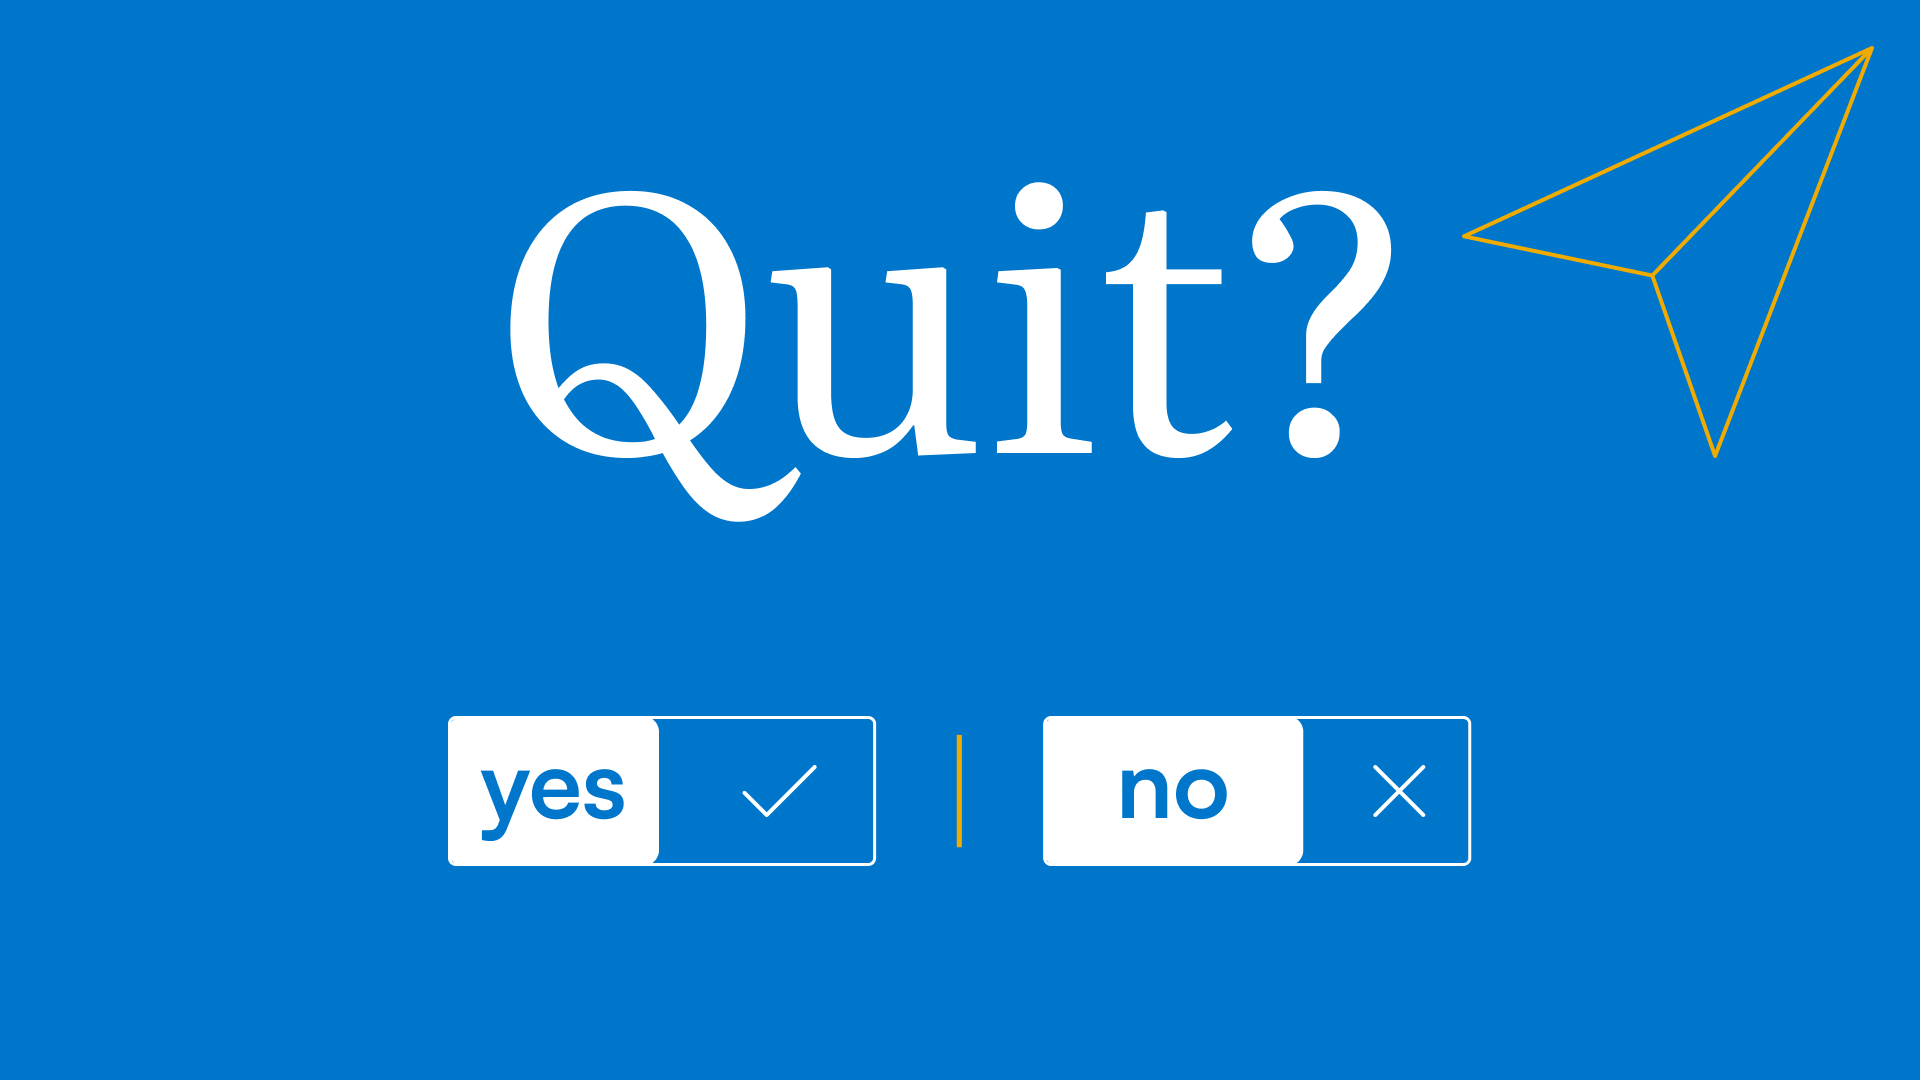 Quit?
yes
no